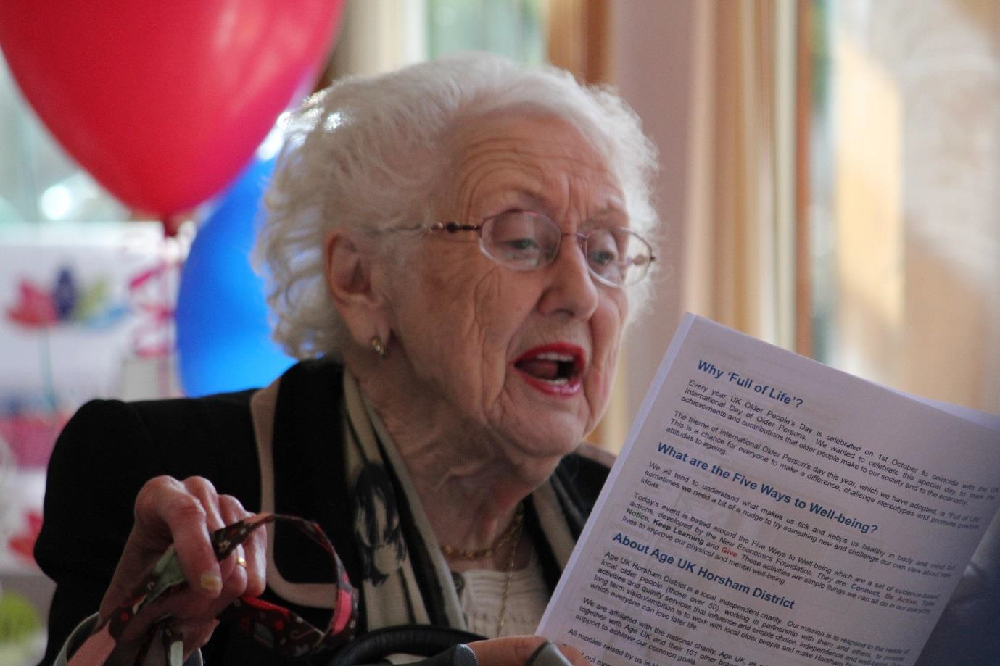 Why 'Full of Life'?
Every year UK Older People's Day is celebrated on 1st October to coincide with the UN
International Day of Older Persons. We wanted to celebrate this special day to mark the
achievements and contributions that older people make to our society and to the economy.
The theme of International Older Person's day this year, which we have adopted, is "Full of Life".
This is a chance for everyone to make a difference, challenge stereotypes and promote positive
attitudes to ageing.
What are the Five Ways to Well-being?
We all tend to understand what makes us tick and keeps us healthy in body and mind but
sometimes we need a bit of a nudge to try something new and challenge our own view about new
ideas.
Today's event is based around the Five Ways to Well-being which are a set of evidence-based
actions, developed by the New Economics Foundation. They are: Connect, Be Active, Take
Notice, Keep Learning and Give. These activities are simple things we can all do in our everyday
lives to improve our physical and mental well-being.
About Age UK Horsham District
Age UK Horsham District is a local, independent charity. Our mission is to respond to the needs of
local older people (those over 50), working in partnership with them and others, to provide
activities and quality services that influence and enable choice, independence and well-being.
long term vision/ambition is to work with local older people and make Horsham
which everyone can love later life.
We are affiliated with the national charity, Age UK, as
together with Age UK and their 161 other brand
support to achieve our common goals.
All monies raised by us in
out more